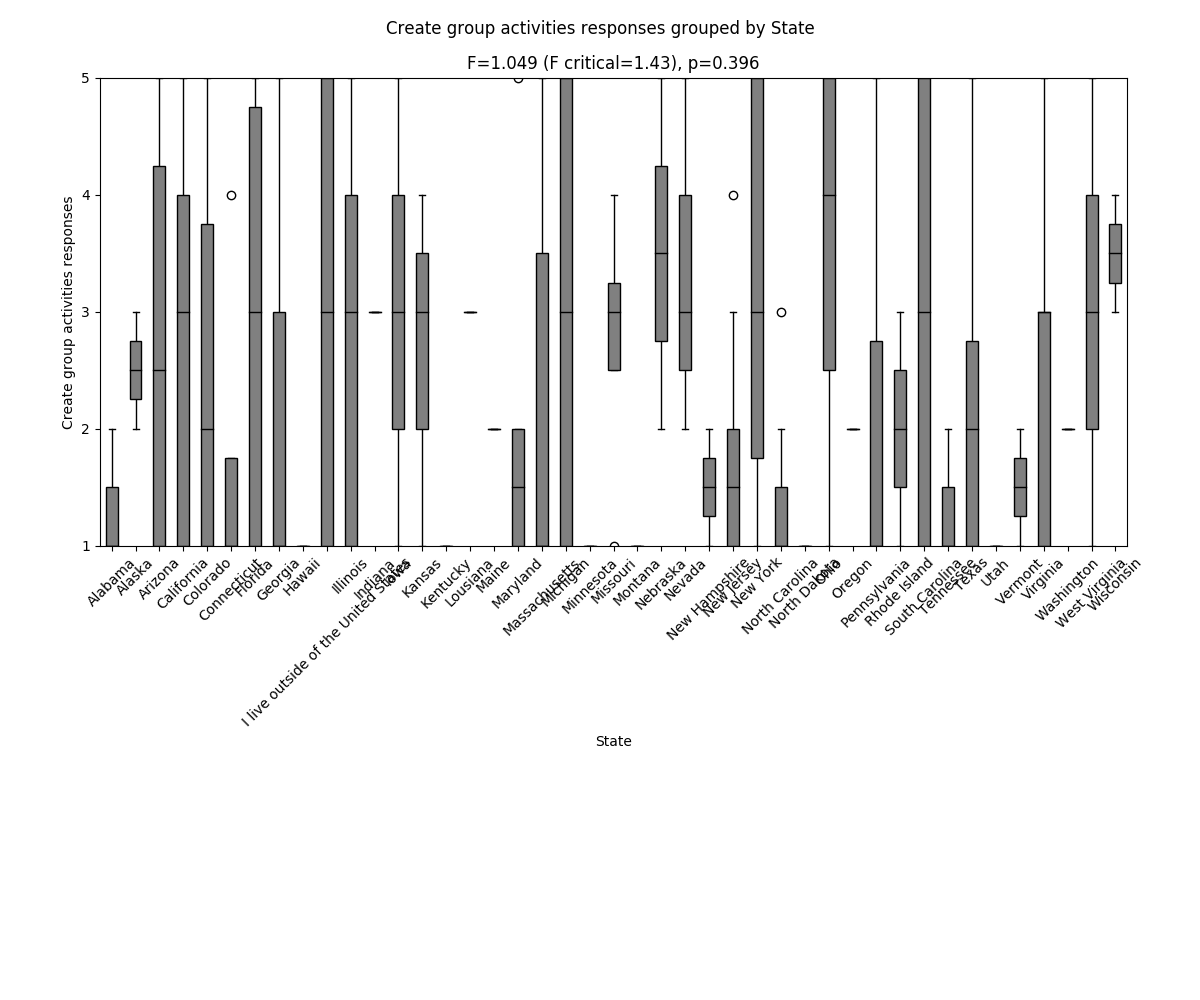 Create group activities responses grouped by State
F=1.049 (F critical=1.43), p=0.396
Create group activities responses
5
4
3
2
1
Alabama
Alaska
Arizona
California
Colorado
Connecticut
Florida
Georgia
Hawaii
I live outside of the United States
Illinois
Indiana
Iowa
Kansas
Kentucky
Lousiana
Maine
Maryland
Massachusetts
Michigan
Minnesota
Missouri
Montana
Nebraska
Nevada
New Hampshire
New Jersey
New York
North Carolina
North Dakota
Ohio
Oregon
Pennsylvania
Rhode Island
South Carolina
Tennessee
Texas
Utah
Vermont
Virginia
Washington
West Virginia
Wisconsin
State